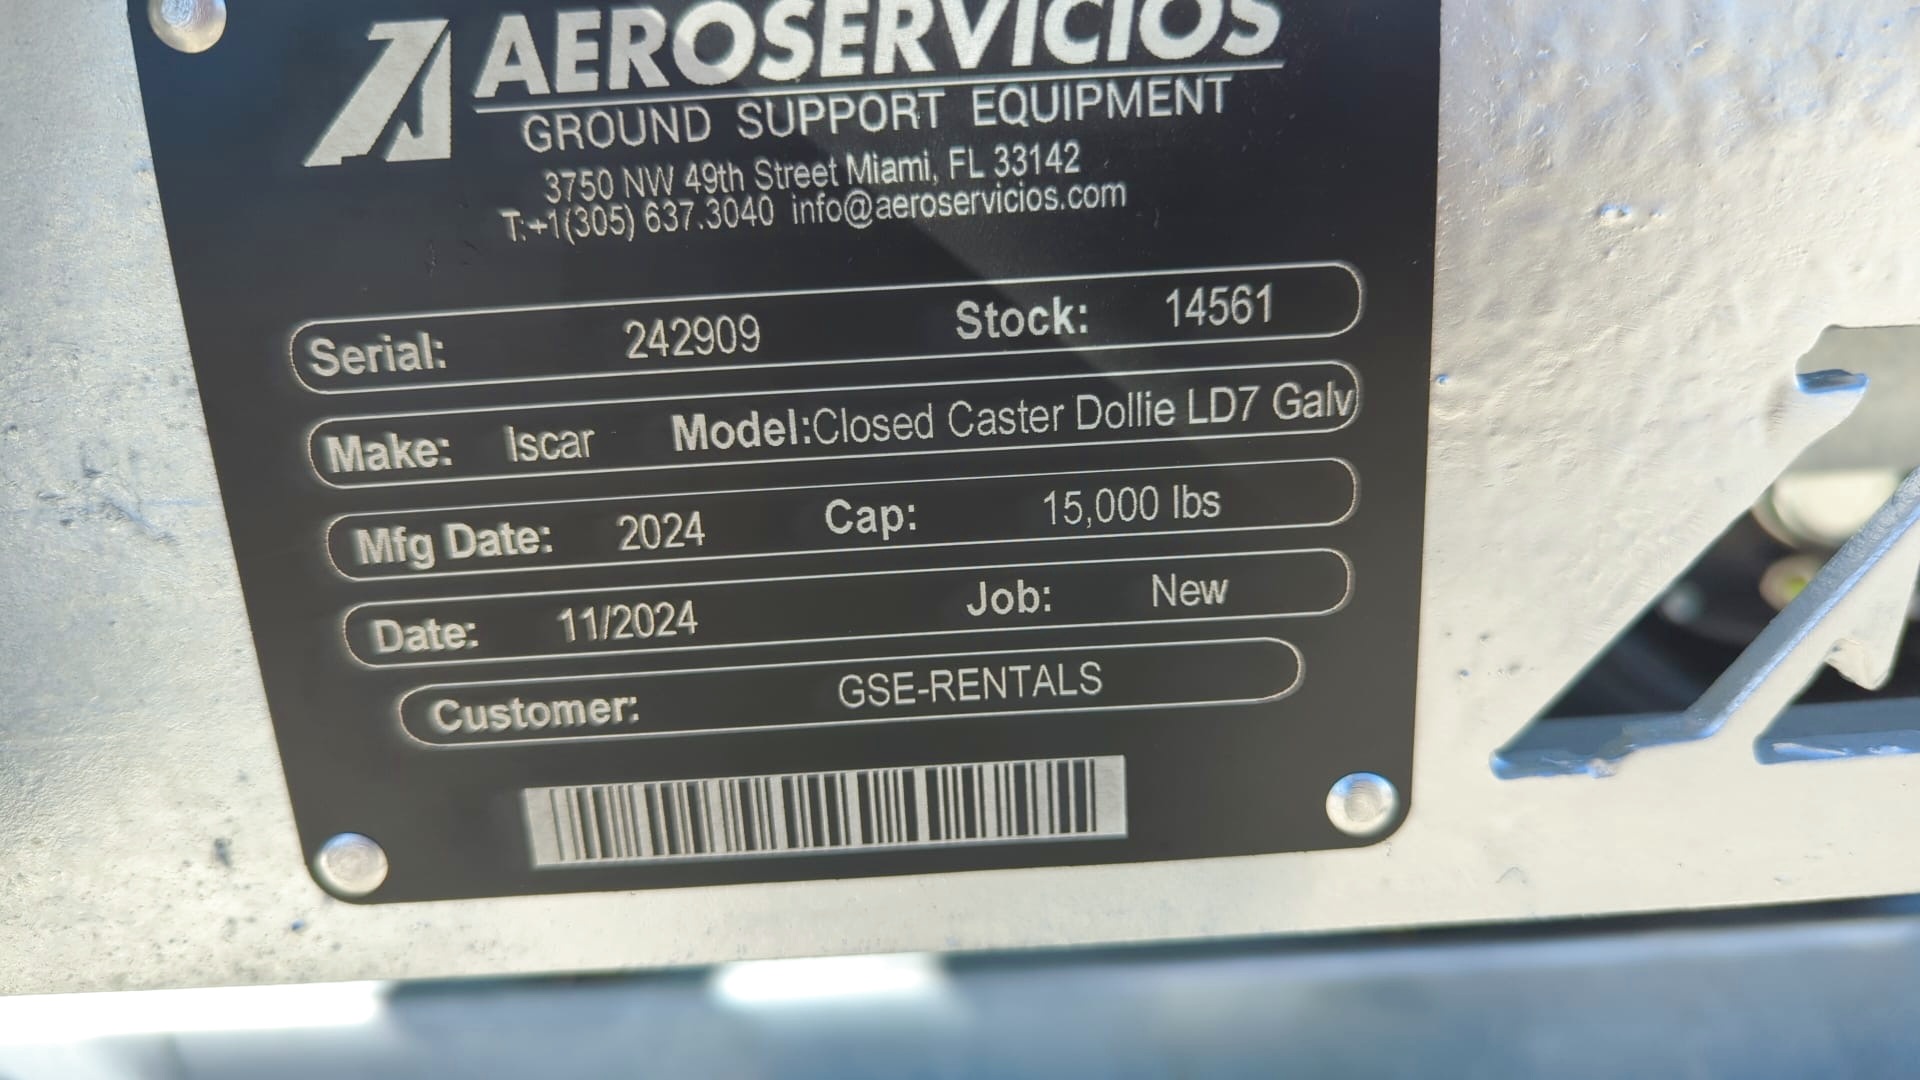 AEROSERVICIOS
GROUND SUPPORT EQUIPMENT
3750 NW 49th Street Miami, FL 33142
T:+1(305) 637.3040 info@aeroservicios.com
Serial: 242909 Stock: 14561
Make: Iscar Model:Closed Caster Dollie LD7 Galv
Mfg Date: 2024 Cap: 15,000 lbs
Date: 11/2024 Job: New
Customer: GSE-RENTALS